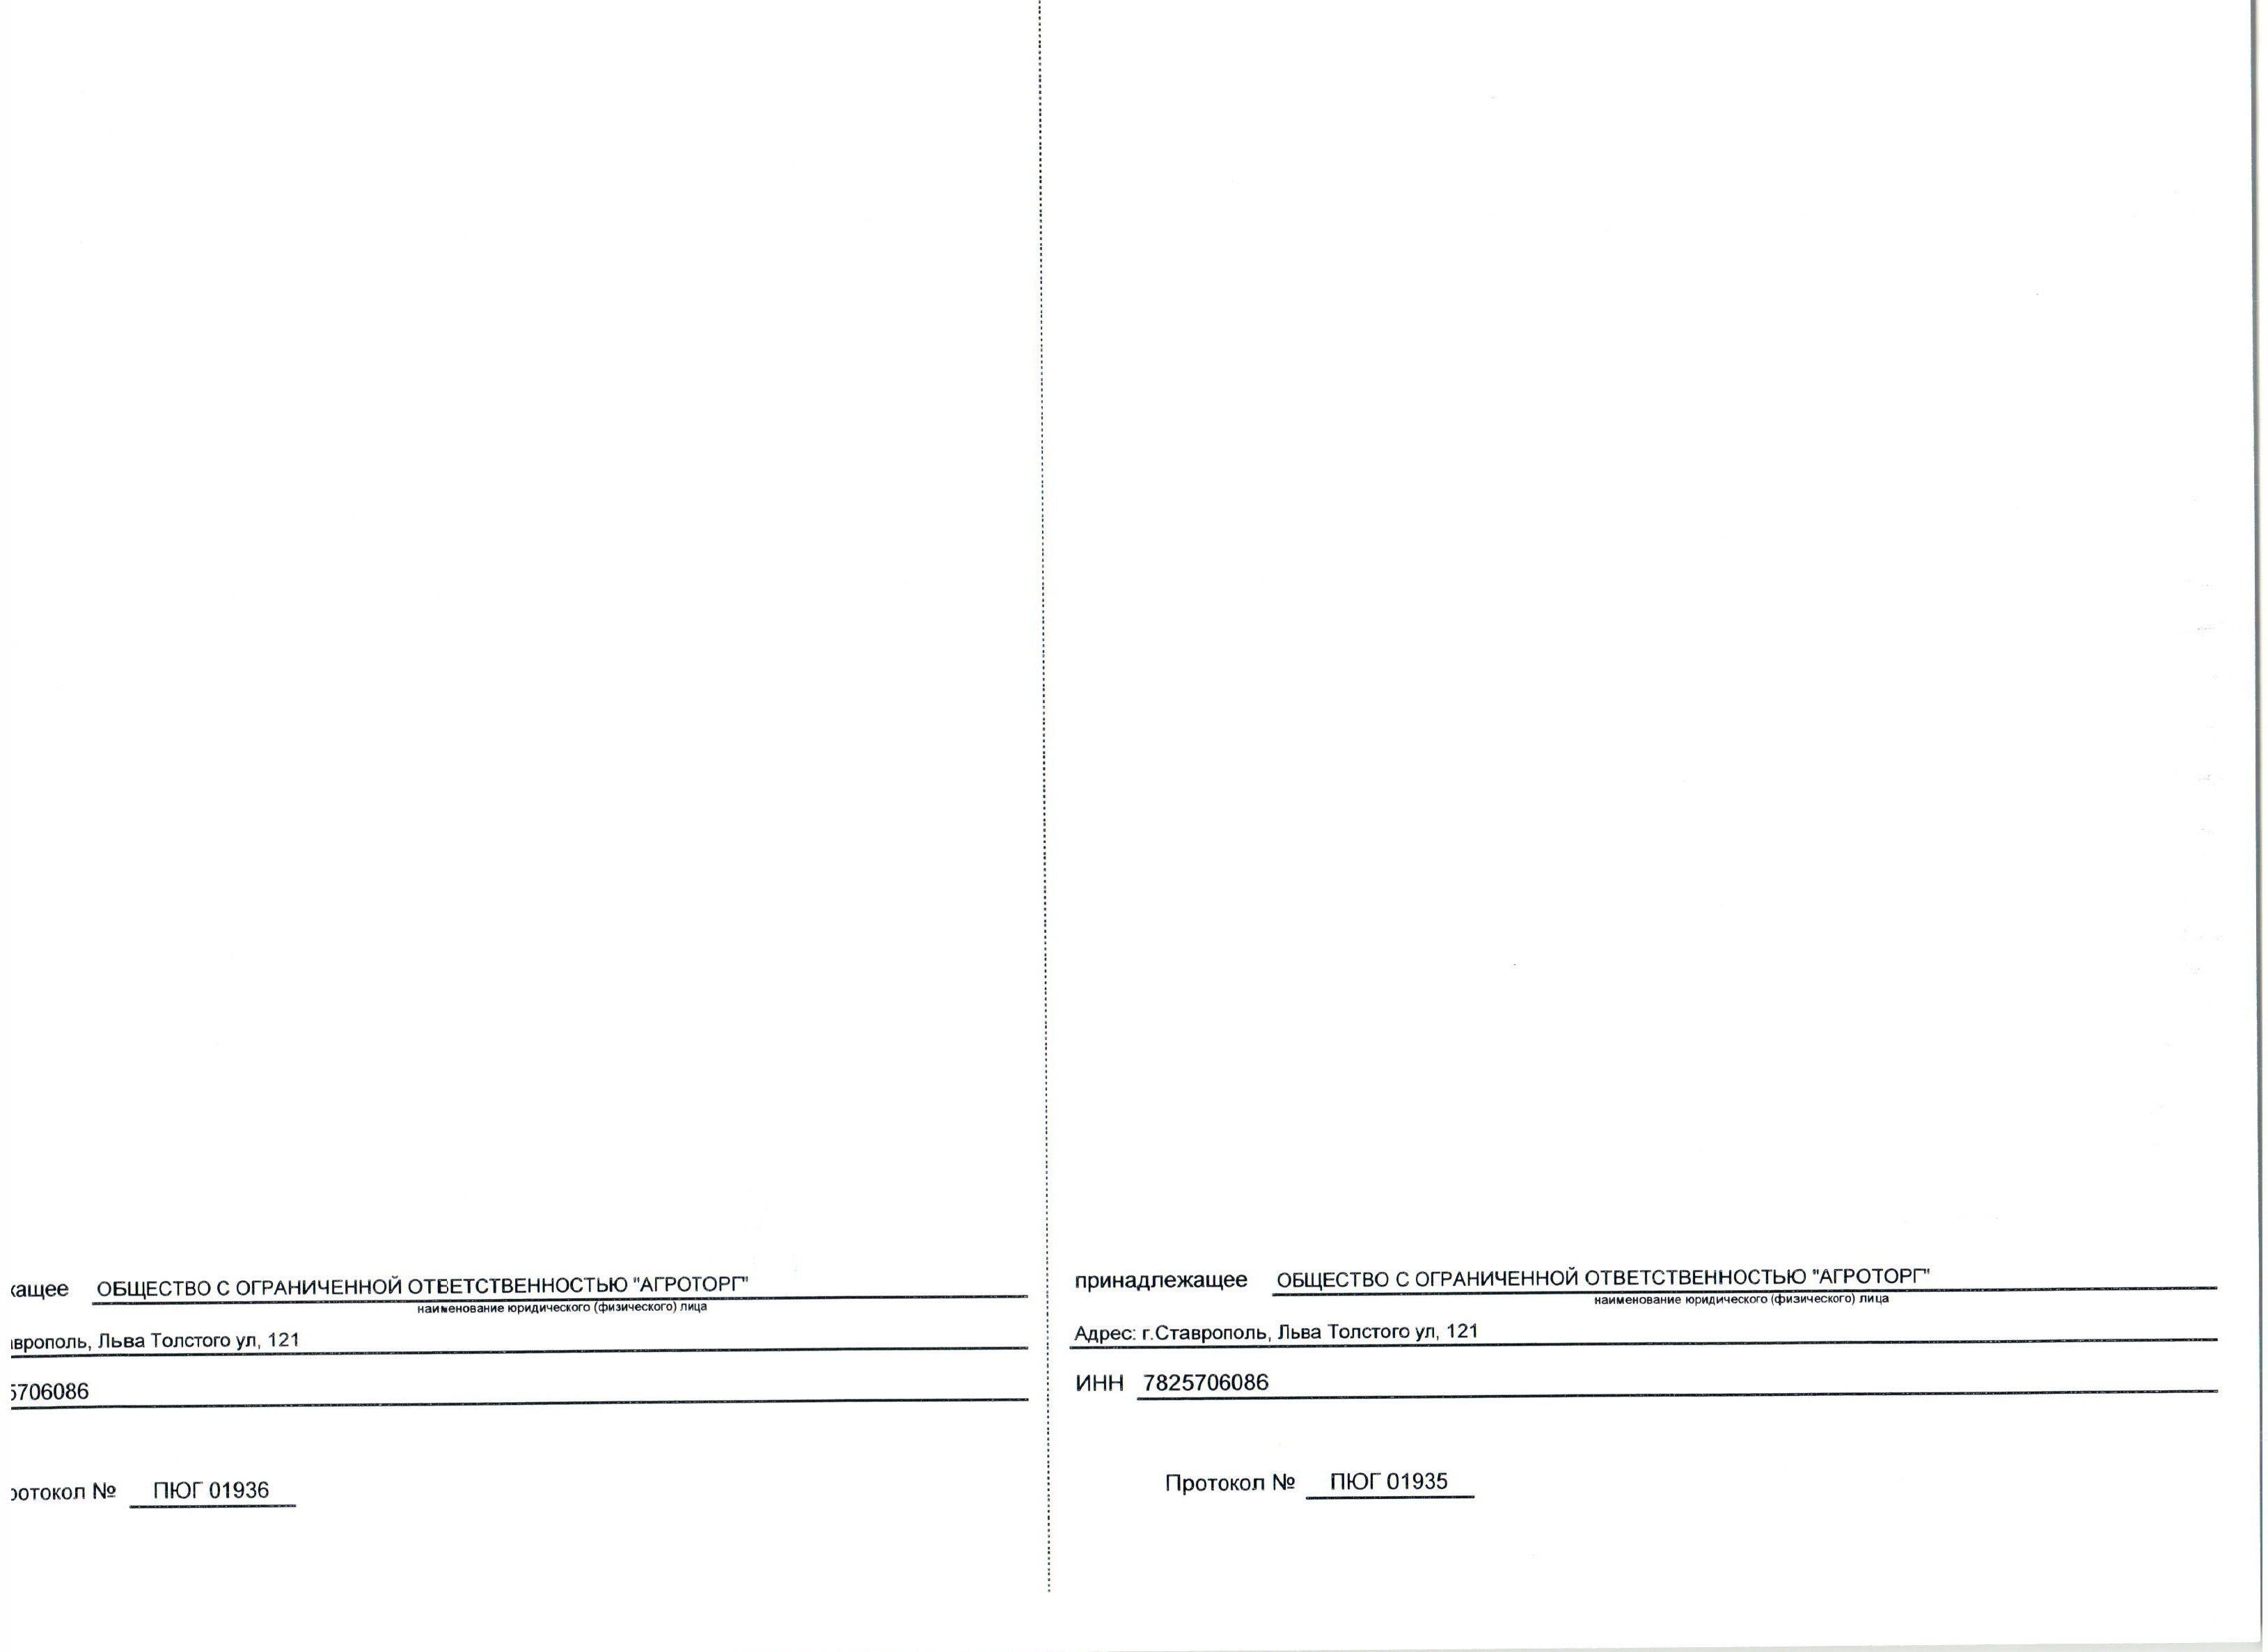 жащее ОБЩЕСТВО С ОГРАНИЧЕННОЙ ОТВЕТСТВЕННОСТЬЮ "АГРОТОРГ"
наименование юридического (физического) лица
врополь, Льва Толстого ул, 121
5706086
ротокол № ПЮГ 01936
принадлежащее ОБЩЕСТВО С ОГРАНИЧЕННОЙ ОТВЕТСТВЕННОСТЬЮ "АГРОТОРГ"
наименование юридического (физического) лица
Адрес: г.Ставрополь, Льва Толстого ул, 121
ИНН 7825706086
Протокол № ПЮГ 01935